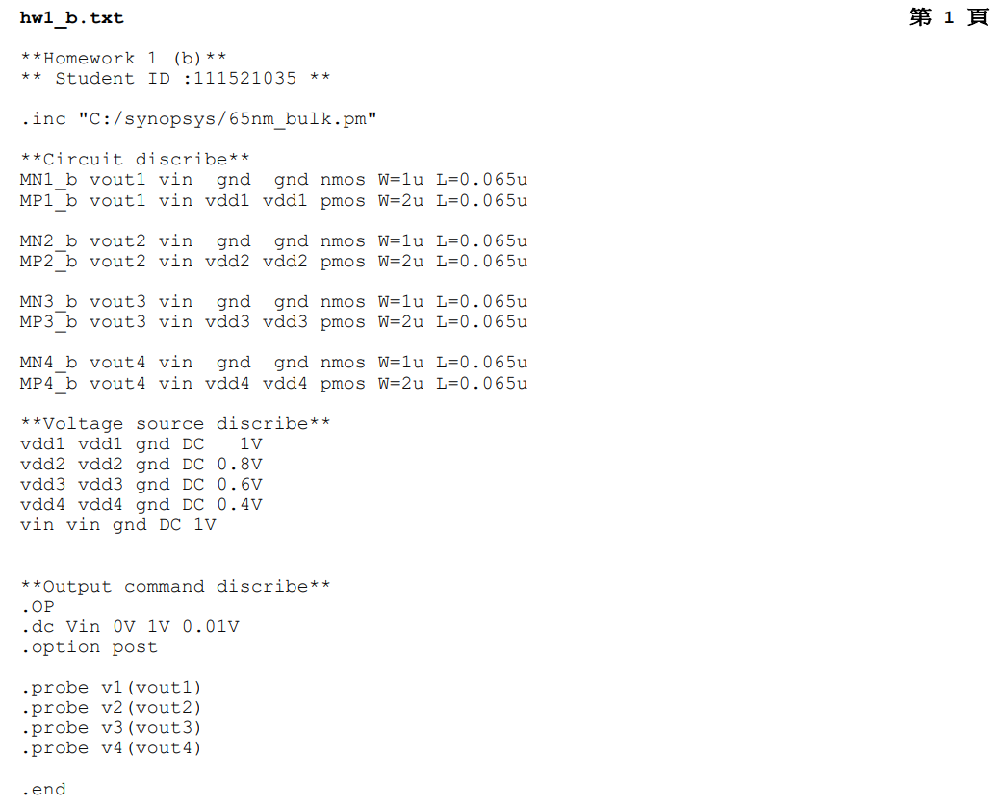 hw1_b.txt 第 1 頁
**Homework 1 (b)**
** Student ID :111521035 **
.inc "C:/synopsys/65nm_bulk.pm"
**Circuit discribe**
MN1_b vout1 vin  gnd  gnd nmos W=1u L=0.065u
MP1_b vout1 vin vdd1 vdd1 pmos W=2u L=0.065u
MN2_b vout2 vin  gnd  gnd nmos W=1u L=0.065u
MP2_b vout2 vin vdd2 vdd2 pmos W=2u L=0.065u
MN3_b vout3 vin  gnd  gnd nmos W=1u L=0.065u
MP3_b vout3 vin vdd3 vdd3 pmos W=2u L=0.065u
MN4_b vout4 vin  gnd  gnd nmos W=1u L=0.065u
MP4_b vout4 vin vdd4 vdd4 pmos W=2u L=0.065u
**Voltage source discribe**
vdd1 vdd1 gnd DC   1V
vdd2 vdd2 gnd DC 0.8V
vdd3 vdd3 gnd DC 0.6V
vdd4 vdd4 gnd DC 0.4V
vin vin gnd DC 1V
**Output command discribe**
.OP
.dc Vin 0V 1V 0.01V
.option post
.probe v1(vout1)
.probe v2(vout2)
.probe v3(vout3)
.probe v4(vout4)
.end